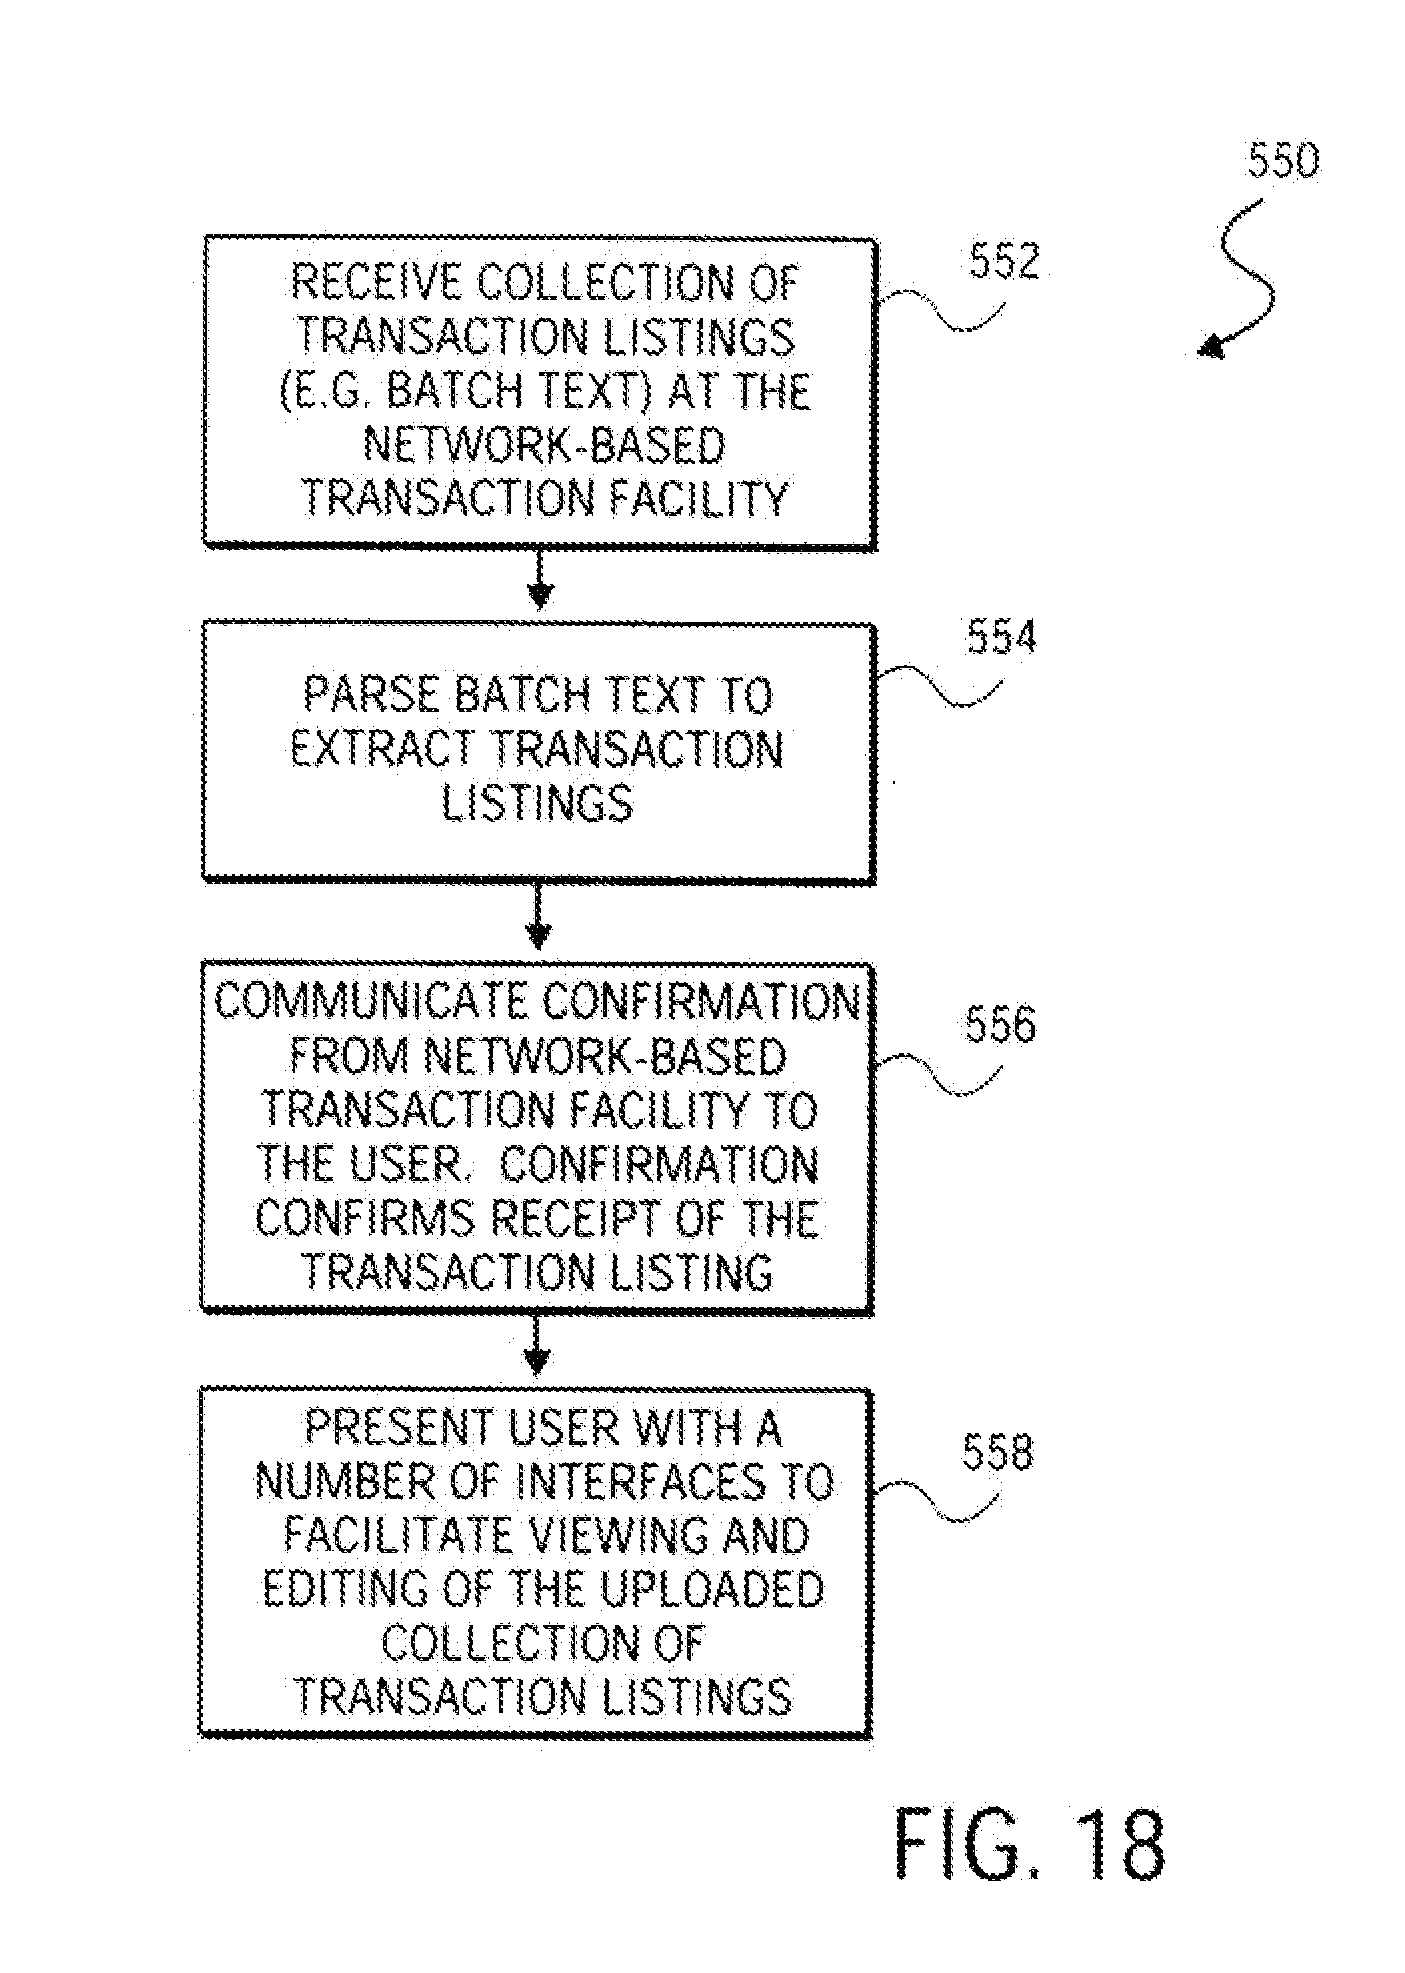 550
552
RECEIVE COLLECTION OF
TRANSACTION LISTINGS
(E.G. BATCH TEXT) AT THE
NETWORK-BASED
TRANSACTION FACILITY
554
PARSE BATCH TEXT TO
EXTRACT TRANSACTION
LISTINGS
556
COMMUNICATE CONFIRMATION
FROM NETWORK-BASED
TRANSACTION FACILITY TO
THE USER. CONFIRMATION
CONFIRMS RECEIPT OF THE
TRANSACTION LISTING
558
PRESENT USER WITH A
NUMBER OF INTERFACES TO
FACILITATE VIEWING AND
EDITING OF THE UPLOADED
COLLECTION OF
TRANSACTION LISTINGS
FIG. 18